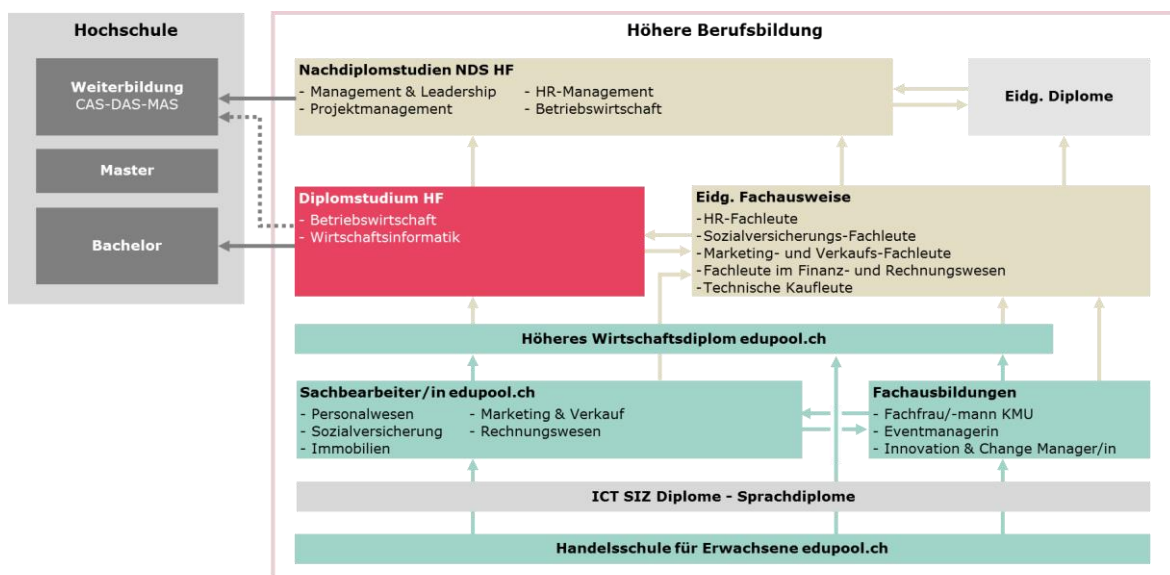 Hochschule
Weiterbildung
CAS-DAS-MAS
Master
Bachelor
Höhere Berufsbildung
Nachdiplomstudien NDS HF
- Management & Leadership
- Projektmanagement
- HR-Management
- Betriebswirtschaft
Eidg. Diplome
Diplomstudium HF
- Betriebswirtschaft
- Wirtschaftsinformatik
Eidg. Fachausweise
-HR-Fachleute
-Sozialversicherungs-Fachleute
-Marketing- und Verkaufs-Fachleute
-Fachleute im Finanz- und Rechnungswesen
-Technische Kaufleute
Höheres Wirtschaftsdiplom edupool.ch
Sachbearbeiter/in edupool.ch
- Personalwesen
- Sozialversicherung
- Immobilien
- Marketing & Verkauf
- Rechnungswesen
Fachausbildungen
- Fachfrau/-mann KMU
- Eventmanagerin
- Innovation & Change Manager/in
ICT SIZ Diplome - Sprachdiplome
Handelsschule für Erwachsene edupool.ch